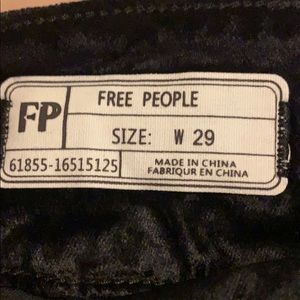 FP
FREE PEOPLE
SIZE: W 29
61855-16515125
MADE IN CHINA
FABRIQUR EN CHINA